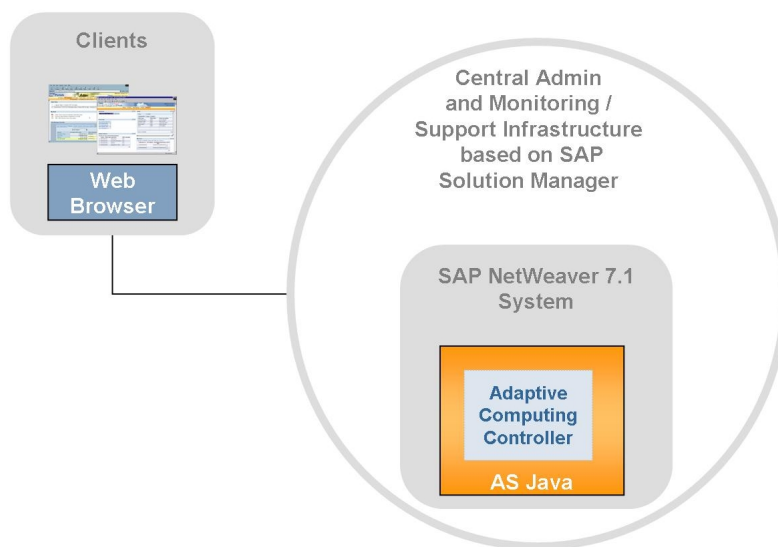 Clients
Web
Browser
Central Admin
and Monitoring /
Support Infrastructure
based on SAP
Solution Manager
SAP NetWeaver 7.1
System
Adaptive
Computing
Controller
AS Java